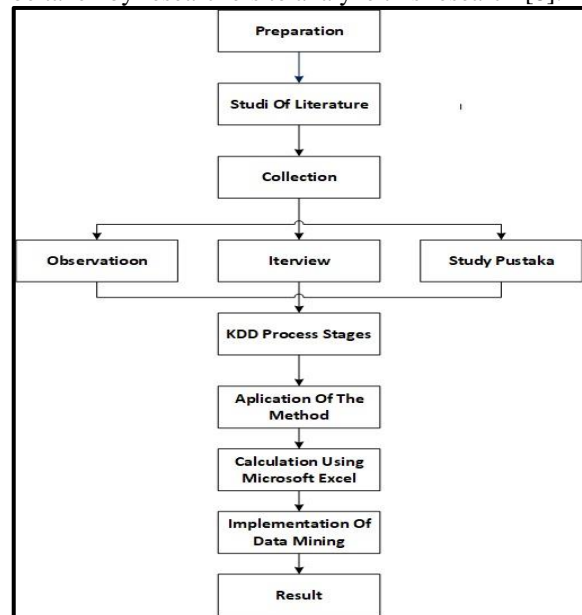 Preparation
Studi Of Literature
Collection
Observatioon
Iterview
Study Pustaka
KDD Process Stages
Aplication Of The
Method
Calculation Using
Microsoft Excel
Implementation Of
Data Mining
Result